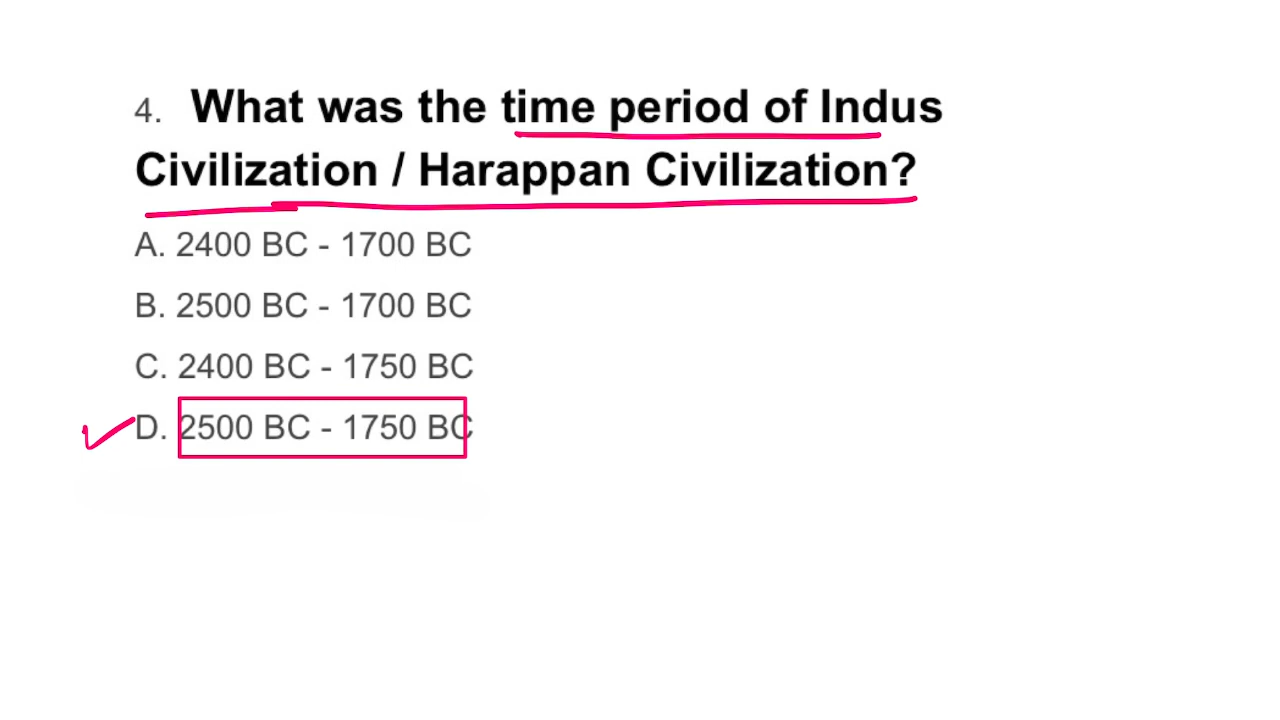 4. What was the time period of Indus
Civilization / Harappan Civilization?
A. 2400 BC - 1700 BC
B. 2500 BC - 1700 BC
C. 2400 BC - 1750 BC
D. 2500 BC - 1750 BC